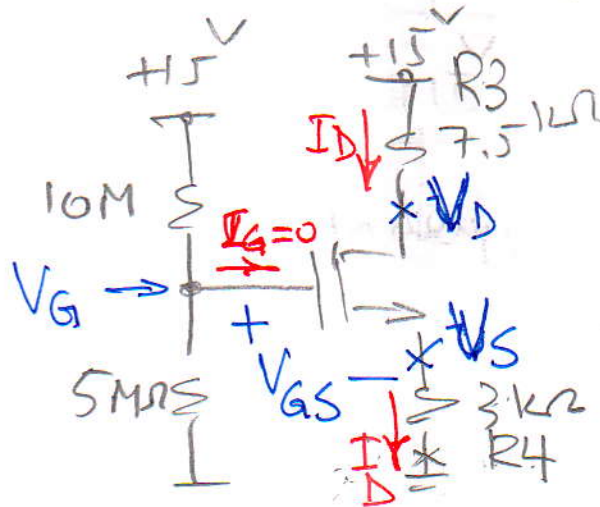 +15V
+15V
R3
7.5kΩ
ID
10M
IG=0
VD
VG
+
VGS
–
VS
5MΩ
3kΩ
ID
R4